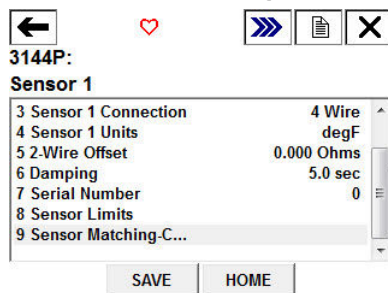 3144P:
Sensor 1
3 Sensor 1 Connection 4 Wire
4 Sensor 1 Units degF
5 2-Wire Offset 0.000 Ohms
6 Damping 5.0 sec
7 Serial Number 0
8 Sensor Limits
9 Sensor Matching-C...
SAVE HOME